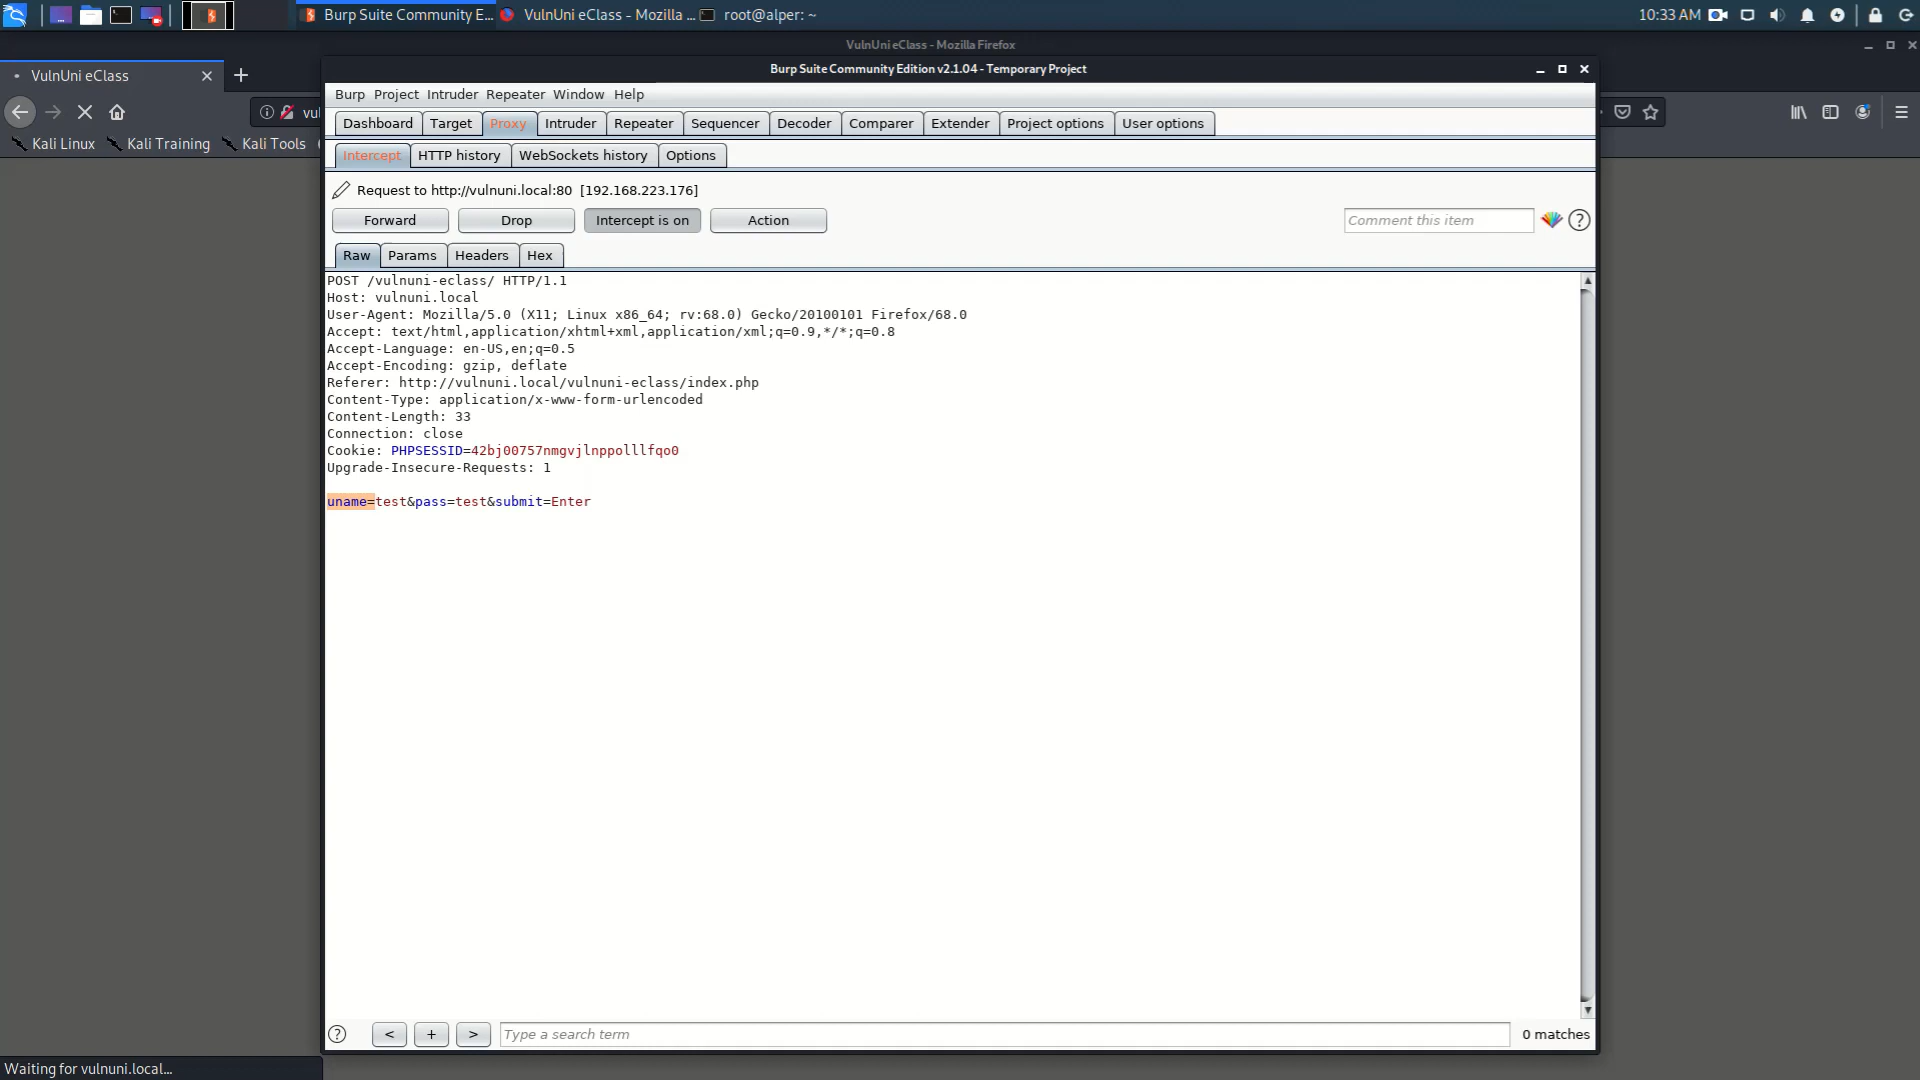 Burp Suite Community E...
VulnUni eClass - Mozilla ...
root@alper: ~
10:33 AM
VulnUni eClass - Mozilla Firefox
VulnUni eClass
Burp Suite Community Edition v2.1.04 - Temporary Project
Burp Project Intruder Repeater Window Help
vul
Dashboard Target Proxy Intruder Repeater Sequencer Decoder Comparer Extender Project options User options
Kali Linux Kali Training Kali Tools
Intercept HTTP history WebSockets history Options
Request to http://vulnuni.local:80 [192.168.223.176]
Forward Drop Intercept is on Action Comment this item ?
Raw Params Headers Hex
POST /vulnuni-eclass/ HTTP/1.1
Host: vulnuni.local
User-Agent: Mozilla/5.0 (X11; Linux x86_64; rv:68.0) Gecko/20100101 Firefox/68.0
Accept: text/html,application/xhtml+xml,application/xml;q=0.9,*/*;q=0.8
Accept-Language: en-US,en;q=0.5
Accept-Encoding: gzip, deflate
Referer: http://vulnuni.local/vulnuni-eclass/index.php
Content-Type: application/x-www-form-urlencoded
Content-Length: 33
Connection: close
Cookie: PHPSESSID=42bj00757nmgvjlnppolllfqo0
Upgrade-Insecure-Requests: 1
uname=test&pass=test&submit=Enter
? < + > Type a search term 0 matches
Waiting for vulnuni.local...